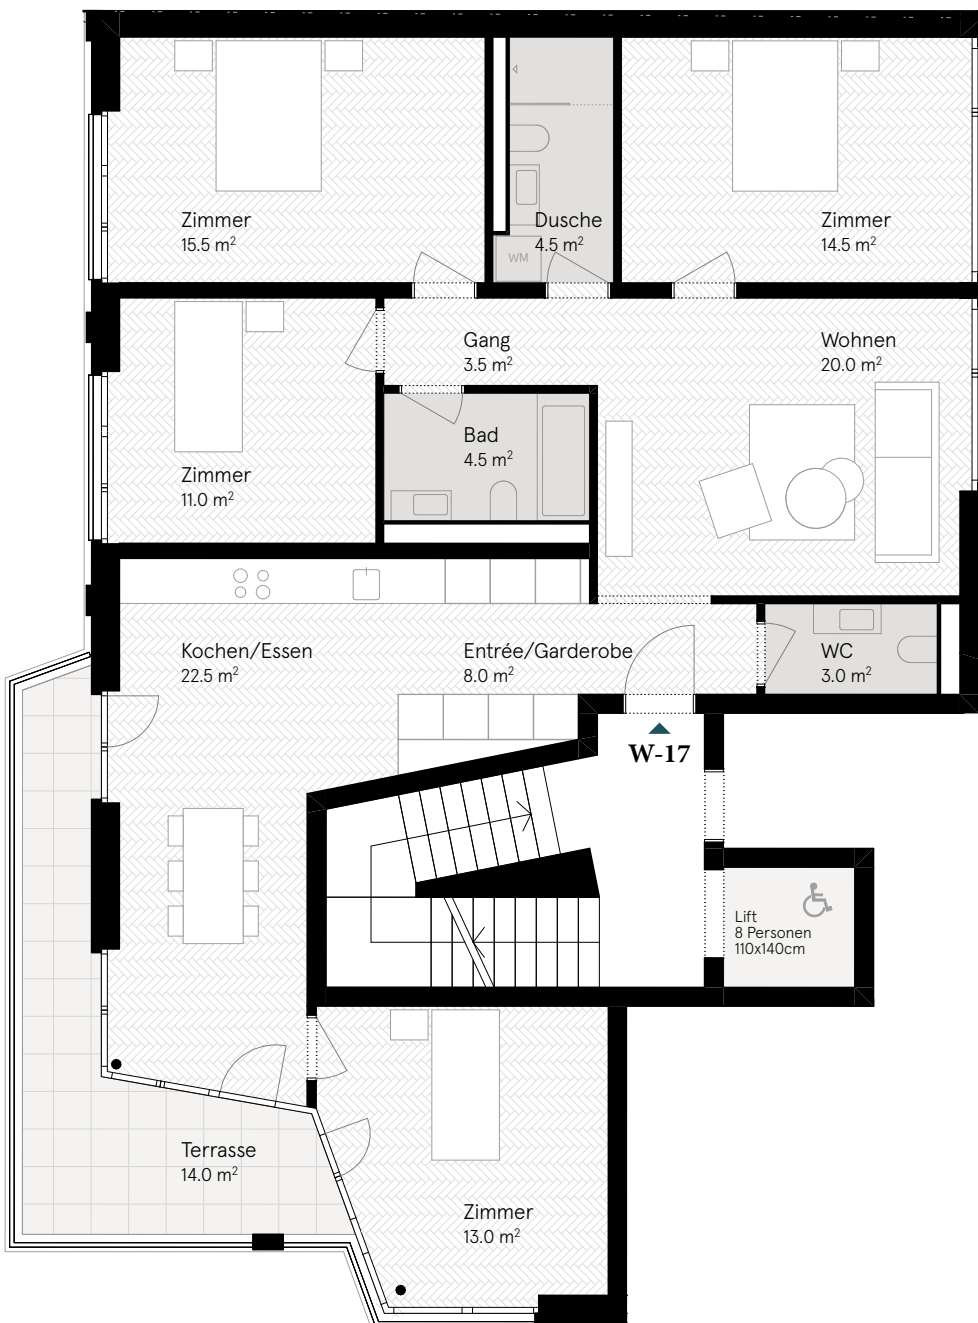 Zimmer
15.5 m²
Dusche
4.5 m²
WM
Zimmer
14.5 m²
Gang
3.5 m²
Wohnen
20.0 m²
Bad
4.5 m²
Zimmer
11.0 m²
Kochen/Essen
22.5 m²
Entrée/Garderobe
8.0 m²
WC
3.0 m²
W-17
Lift
8 Personen
110x140cm
Terrasse
14.0 m²
Zimmer
13.0 m²